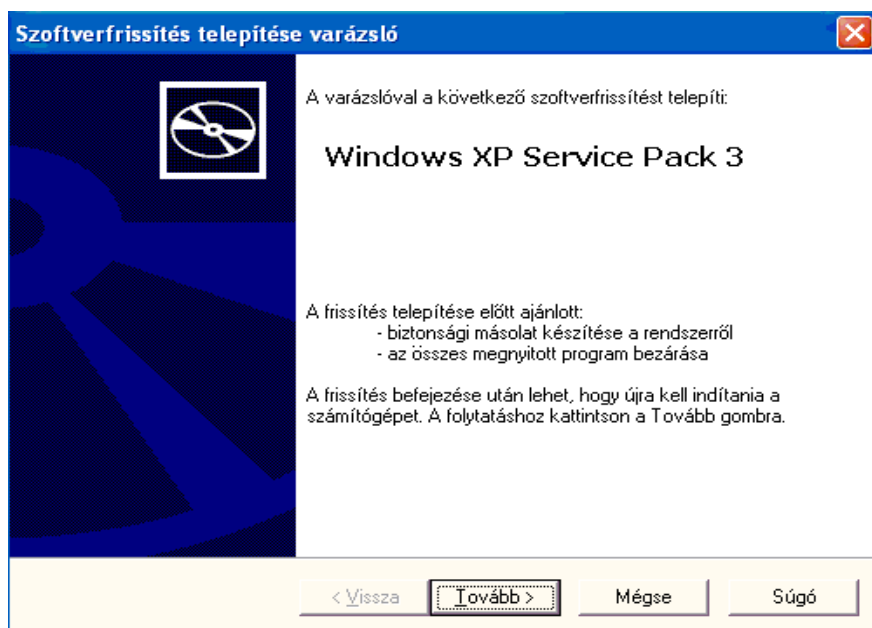 Szoftverfrissítés telepítése varázsló
A varázslóval a következő szoftverfrissítést telepíti:
Windows XP Service Pack 3
A frissítés telepítése előtt ajánlott:
- biztonsági másolat készítése a rendszerről
- az összes megnyitott program bezárása
A frissítés befejezése után lehet, hogy újra kell indítania a
számítógépet. A folytatáshoz kattintson a Tovább gombra.
< Vissza Tovább > Mégse Súgó